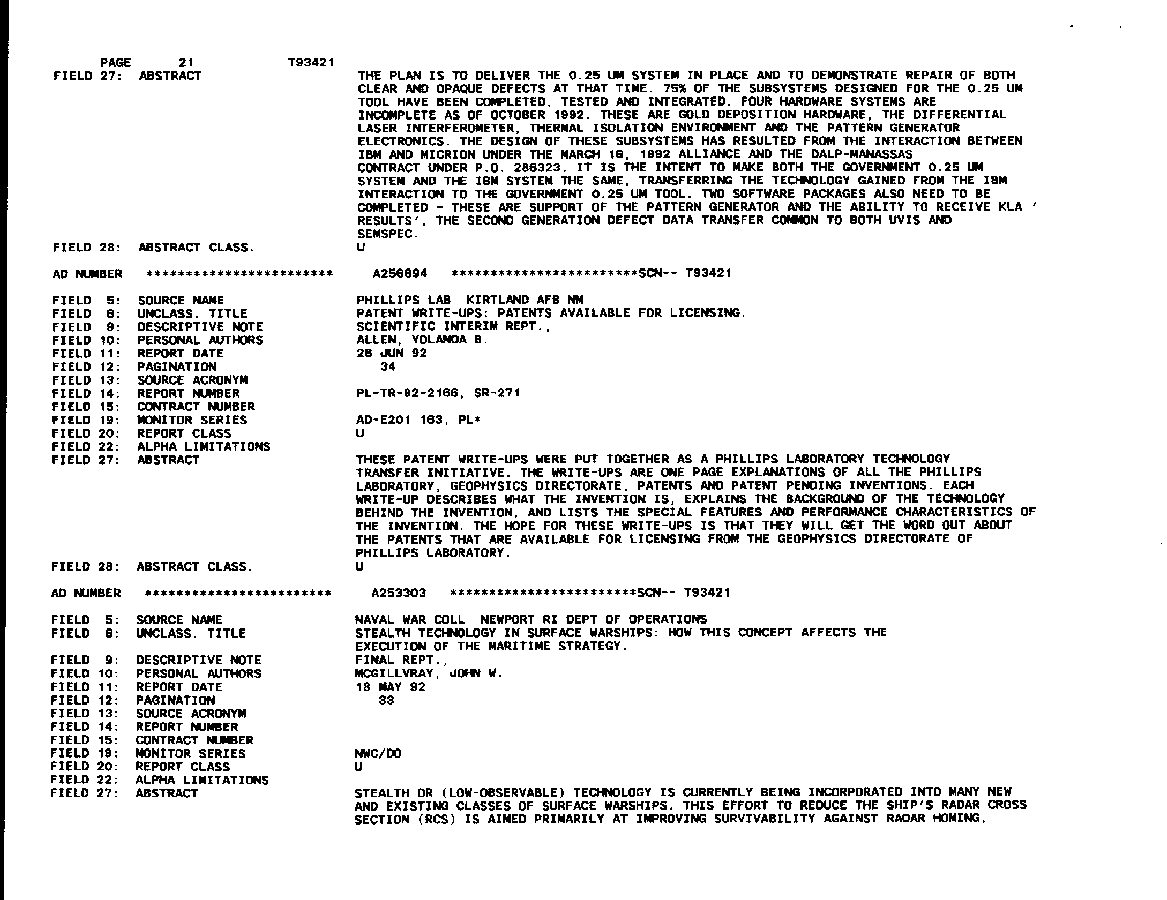 PAGE 21 T93421
FIELD 27: ABSTRACT THE PLAN IS TO DELIVER THE 0.25 UM SYSTEM IN PLACE AND TO DEMONSTRATE REPAIR OF BOTH
CLEAR AND OPAQUE DEFECTS AT THAT TIME. 75% OF THE SUBSYSTEMS DESIGNED FOR THE 0.25 UM
TOOL HAVE BEEN COMPLETED, TESTED AND INTEGRATED. FOUR HARDWARE SYSTEMS ARE
INCOMPLETE AS OF OCTOBER 1992. THESE ARE GOLD DEPOSITION HARDWARE, THE DIFFERENTIAL
LASER INTERFEROMETER, THERMAL ISOLATION ENVIRONMENT AND THE PATTERN GENERATOR
ELECTRONICS. THE DESIGN OF THESE SUBSYSTEMS HAS RESULTED FROM THE INTERACTION BETWEEN
IBM AND MICRION UNDER THE MARCH 16, 1992 ALLIANCE AND THE DALP-MANASSAS
CONTRACT UNDER P.O. 286323. IT IS THE INTENT TO MAKE BOTH THE GOVERNMENT 0.25 UM
SYSTEM AND THE IBM SYSTEM THE SAME, TRANSFERRING THE TECHNOLOGY GAINED FROM THE IBM
INTERACTION TO THE GOVERNMENT 0.25 UM TOOL. TWO SOFTWARE PACKAGES ALSO NEED TO BE
COMPLETED - THESE ARE SUPPORT OF THE PATTERN GENERATOR AND THE ABILITY TO RECEIVE KLA '
RESULTS', THE SECOND GENERATION DEFECT DATA TRANSFER COMMON TO BOTH UVIS AND
SEMSPEC.
FIELD 28: ABSTRACT CLASS. U
AD NUMBER ************************ A256694 ************************SCN-- T93421
FIELD 5: SOURCE NAME PHILLIPS LAB KIRTLAND AFB NM
FIELD 6: UNCLASS. TITLE PATENT WRITE-UPS: PATENTS AVAILABLE FOR LICENSING.
FIELD 9: DESCRIPTIVE NOTE SCIENTIFIC INTERIM REPT.,
FIELD 10: PERSONAL AUTHORS ALLEN, YOLANDA B.
FIELD 11: REPORT DATE 26 JUN 92
FIELD 12: PAGINATION 34
FIELD 13: SOURCE ACRONYM
FIELD 14: REPORT NUMBER PL-TR-92-2166, SR-271
FIELD 15: CONTRACT NUMBER
FIELD 19: MONITOR SERIES AD-E201 163, PL*
FIELD 20: REPORT CLASS U
FIELD 22: ALPHA LIMITATIONS
FIELD 27: ABSTRACT THESE PATENT WRITE-UPS WERE PUT TOGETHER AS A PHILLIPS LABORATORY TECHNOLOGY
TRANSFER INITIATIVE. THE WRITE-UPS ARE ONE PAGE EXPLANATIONS OF ALL THE PHILLIPS
LABORATORY, GEOPHYSICS DIRECTORATE, PATENTS AND PATENT PENDING INVENTIONS. EACH
WRITE-UP DESCRIBES WHAT THE INVENTION IS, EXPLAINS THE BACKGROUND OF THE TECHNOLOGY
BEHIND THE INVENTION, AND LISTS THE SPECIAL FEATURES AND PERFORMANCE CHARACTERISTICS OF
THE INVENTION. THE HOPE FOR THESE WRITE-UPS IS THAT THEY WILL GET THE WORD OUT ABOUT
THE PATENTS THAT ARE AVAILABLE FOR LICENSING FROM THE GEOPHYSICS DIRECTORATE OF
PHILLIPS LABORATORY.
FIELD 28: ABSTRACT CLASS. U
AD NUMBER ************************ A253303 ************************SCN-- T93421
FIELD 5: SOURCE NAME NAVAL WAR COLL NEWPORT RI DEPT OF OPERATIONS
FIELD 6: UNCLASS. TITLE STEALTH TECHNOLOGY IN SURFACE WARSHIPS: HOW THIS CONCEPT AFFECTS THE
EXECUTION OF THE MARITIME STRATEGY.
FIELD 9: DESCRIPTIVE NOTE FINAL REPT.,
FIELD 10: PERSONAL AUTHORS MCGILLVRAY, JOHN W.
FIELD 11: REPORT DATE 18 MAY 92
FIELD 12: PAGINATION 33
FIELD 13: SOURCE ACRONYM
FIELD 14: REPORT NUMBER
FIELD 15: CONTRACT NUMBER
FIELD 19: MONITOR SERIES NWC/DO
FIELD 20: REPORT CLASS U
FIELD 22: ALPHA LIMITATIONS
FIELD 27: ABSTRACT STEALTH OR (LOW-OBSERVABLE) TECHNOLOGY IS CURRENTLY BEING INCORPORATED INTO MANY NEW
AND EXISTING CLASSES OF SURFACE WARSHIPS. THIS EFFORT TO REDUCE THE SHIP'S RADAR CROSS
SECTION (RCS) IS AIMED PRIMARILY AT IMPROVING SURVIVABILITY AGAINST RADAR HOMING,